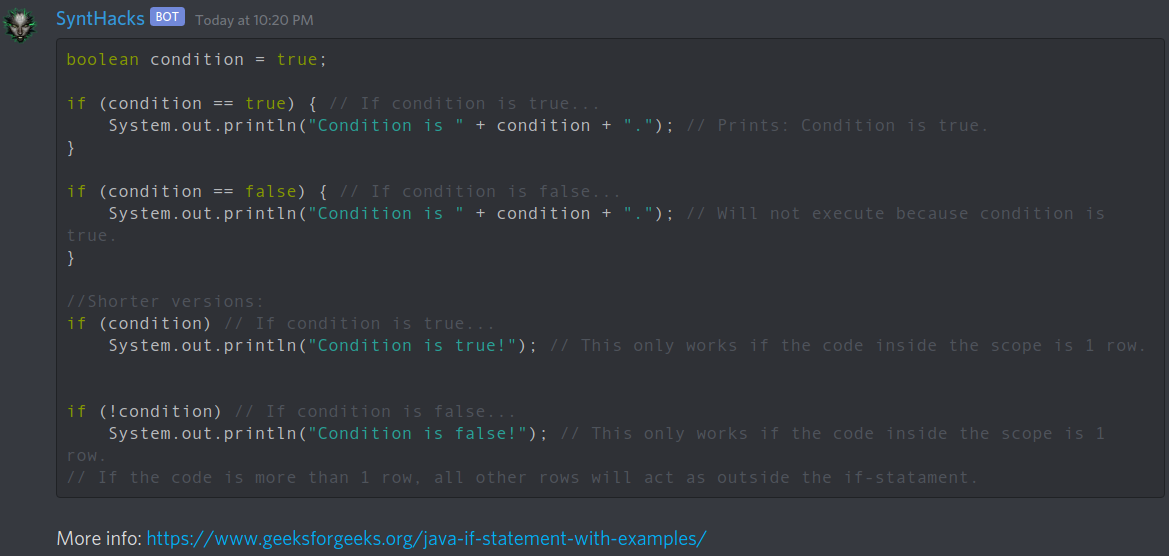 SyntHacks BOT Today at 10:20 PM
boolean condition = true;
if (condition == true) { // If condition is true...
    System.out.println("Condition is " + condition + "."); // Prints: Condition is true.
}
if (condition == false) { // If condition is false...
    System.out.println("Condition is " + condition + "."); // Will not execute because condition is
true.
}
//Shorter versions:
if (condition) // If condition is true...
    System.out.println("Condition is true!"); // This only works if the code inside the scope is 1 row.
if (!condition) // If condition is false...
    System.out.println("Condition is false!"); // This only works if the code inside the scope is 1
row.
// If the code is more than 1 row, all other rows will act as outside the if-statament.
More info: https://www.geeksforgeeks.org/java-if-statement-with-examples/